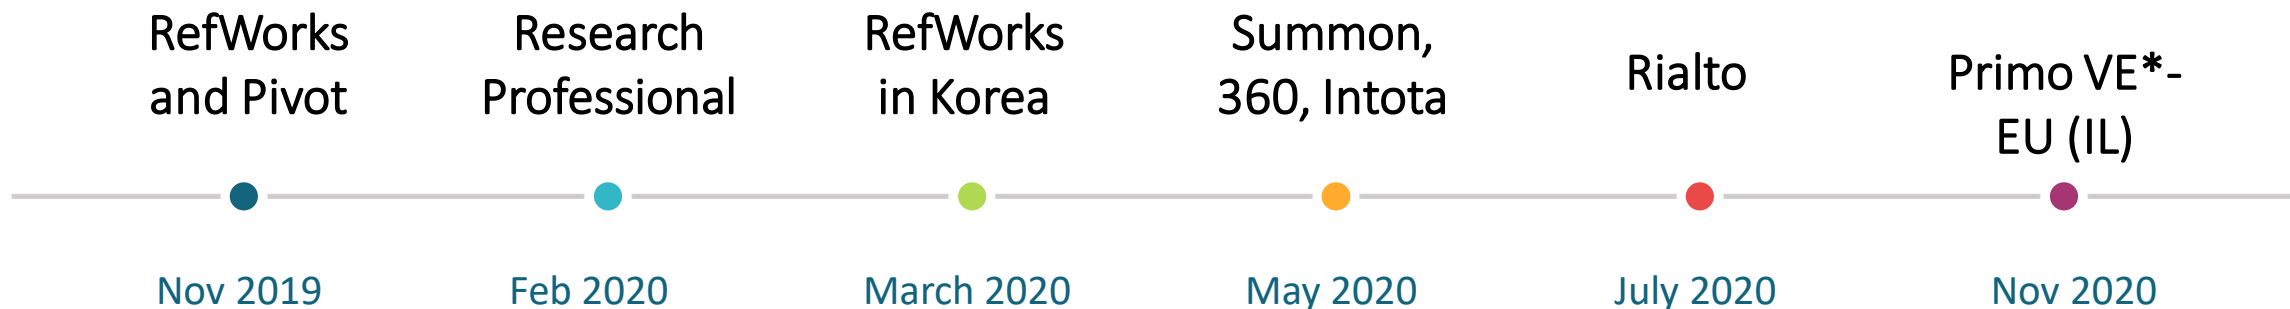 RefWorks
and Pivot
Research
Professional
RefWorks
in Korea
Summon,
360, Intota
Rialto
Primo VE*-
EU (IL)
Nov 2019
Feb 2020
March 2020
May 2020
July 2020
Nov 2020